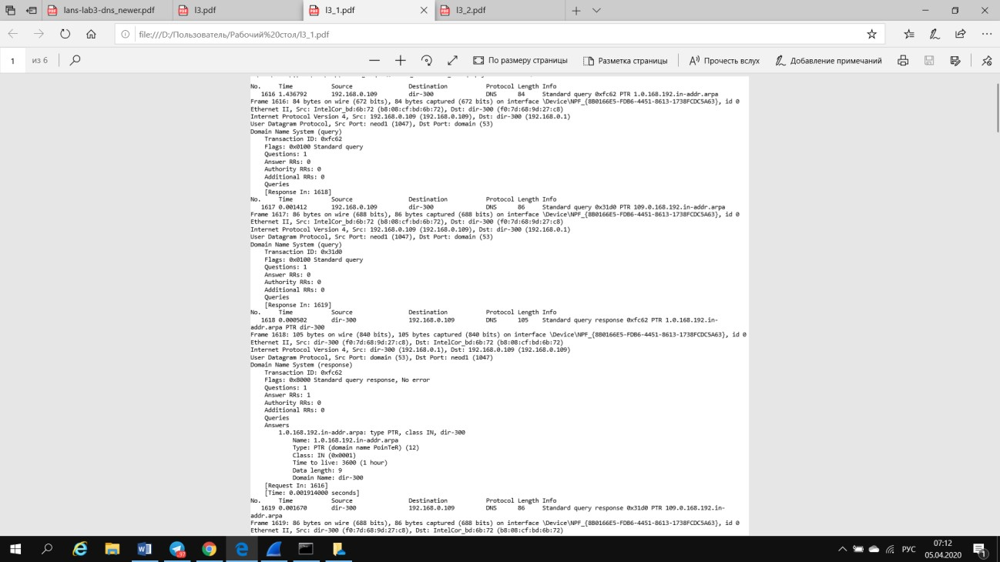 lans-lab3-dns_newer.pdf
l3.pdf
l3_1.pdf
l3_2.pdf
file:///D:/Пользователь/Рабочий%20стол/l3_1.pdf
1 из 6 По размеру страницы Разметка страницы Прочесть вслух Добавление примечаний
No. Time Source Destination Protocol Length Info
1616 1.436792 192.168.0.109 dir-300 DNS 84 Standard query 0xfc62 PTR 1.0.168.192.in-addr.arpa
Frame 1616: 84 bytes on wire (672 bits), 84 bytes captured (672 bits) on interface \Device\NPF_{8B0166E5-FDB6-4451-8613-1738FCDC5A63}, id 0
Ethernet II, Src: IntelCor_bd:6b:72 (b8:08:cf:bd:6b:72), Dst: dir-300 (f0:7d:68:9d:27:c8)
Internet Protocol Version 4, Src: 192.168.0.109 (192.168.0.109), Dst: dir-300 (192.168.0.1)
User Datagram Protocol, Src Port: neod1 (1047), Dst Port: domain (53)
Domain Name System (query)
Transaction ID: 0xfc62
Flags: 0x0100 Standard query
Questions: 1
Answer RRs: 0
Authority RRs: 0
Additional RRs: 0
Queries
[Response In: 1618]
No. Time Source Destination Protocol Length Info
1617 0.001412 192.168.0.109 dir-300 DNS 86 Standard query 0x31d0 PTR 109.0.168.192.in-addr.arpa
Frame 1617: 86 bytes on wire (688 bits), 86 bytes captured (688 bits) on interface \Device\NPF_{8B0166E5-FDB6-4451-8613-1738FCDC5A63}, id 0
Ethernet II, Src: IntelCor_bd:6b:72 (b8:08:cf:bd:6b:72), Dst: dir-300 (f0:7d:68:9d:27:c8)
Internet Protocol Version 4, Src: 192.168.0.109 (192.168.0.109), Dst: dir-300 (192.168.0.1)
User Datagram Protocol, Src Port: neod1 (1047), Dst Port: domain (53)
Domain Name System (query)
Transaction ID: 0x31d0
Flags: 0x0100 Standard query
Questions: 1
Answer RRs: 0
Authority RRs: 0
Additional RRs: 0
Queries
[Response In: 1619]
No. Time Source Destination Protocol Length Info
1618 0.000502 dir-300 192.168.0.109 DNS 105 Standard query response 0xfc62 PTR 1.0.168.192.in-
addr.arpa PTR dir-300
Frame 1618: 105 bytes on wire (840 bits), 105 bytes captured (840 bits) on interface \Device\NPF_{8B0166E5-FDB6-4451-8613-1738FCDC5A63}, id 0
Ethernet II, Src: dir-300 (f0:7d:68:9d:27:c8), Dst: IntelCor_bd:6b:72 (b8:08:cf:bd:6b:72)
Internet Protocol Version 4, Src: dir-300 (192.168.0.1), Dst: 192.168.0.109 (192.168.0.109)
User Datagram Protocol, Src Port: domain (53), Dst Port: neod1 (1047)
Domain Name System (response)
Transaction ID: 0xfc62
Flags: 0x8000 Standard query response, No error
Questions: 1
Answer RRs: 1
Authority RRs: 0
Additional RRs: 0
Queries
Answers
1.0.168.192.in-addr.arpa: type PTR, class IN, dir-300
Name: 1.0.168.192.in-addr.arpa
Type: PTR (domain name PoinTeR) (12)
Class: IN (0x0001)
Time to live: 3600 (1 hour)
Data length: 9
Domain Name: dir-300
[Request In: 1616]
[Time: 0.001914000 seconds]
No. Time Source Destination Protocol Length Info
1619 0.001670 dir-300 192.168.0.109 DNS 86 Standard query response 0x31d0 PTR 109.0.168.192.in-
addr.arpa
Frame 1619: 86 bytes on wire (688 bits), 86 bytes captured (688 bits) on interface \Device\NPF_{8B0166E5-FDB6-4451-8613-1738FCDC5A63}, id 0
Ethernet II, Src: dir-300 (f0:7d:68:9d:27:c8), Dst: IntelCor_bd:6b:72 (b8:08:cf:bd:6b:72)
97
РУС
07:12
05.04.2020
1